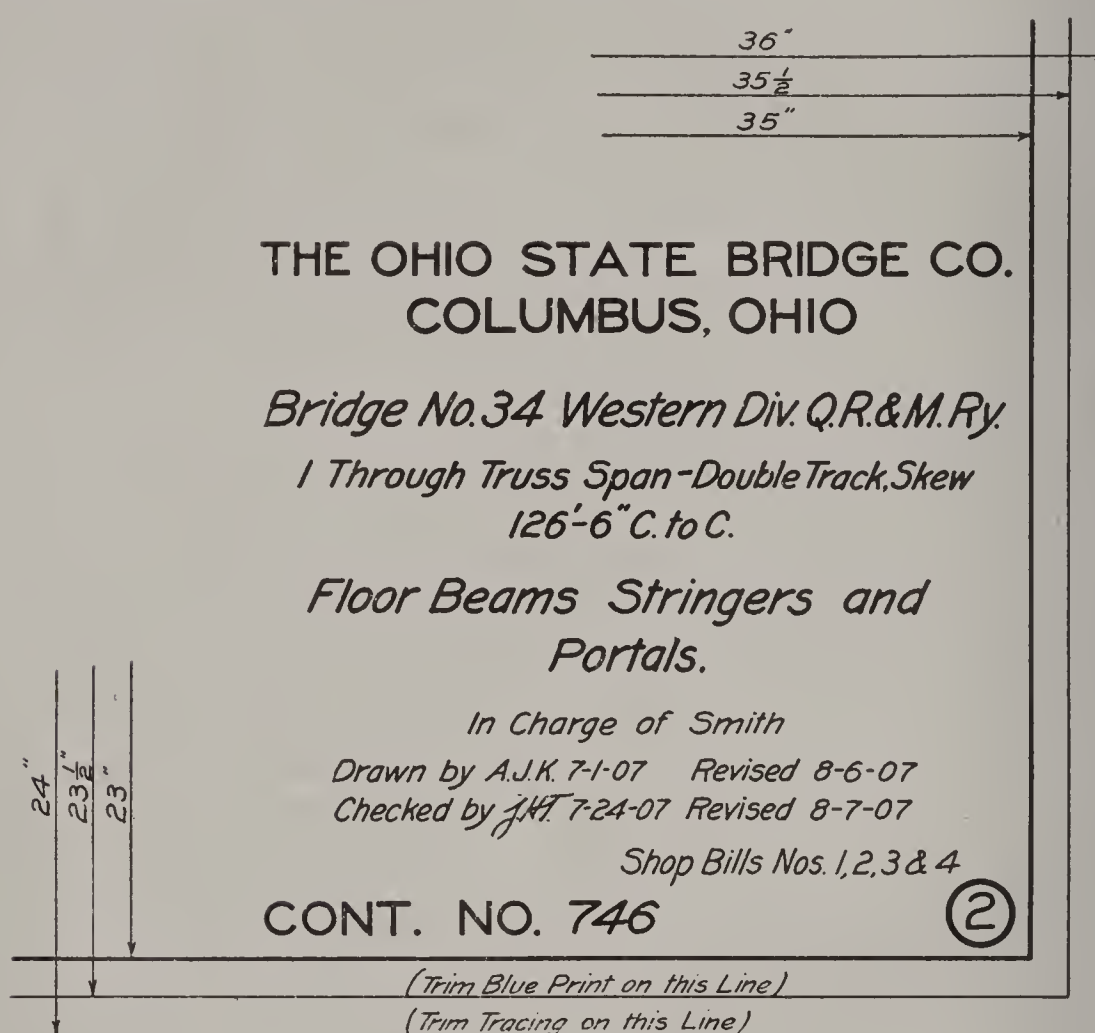 36"
35 1/2
35"
THE OHIO STATE BRIDGE CO.
COLUMBUS, OHIO
Bridge No. 34 Western Div. Q.R.&M. Ry.
1 Through Truss Span-Double Track, Skew
126'-6" C. to C.
Floor Beams Stringers and
Portals.
In Charge of Smith
24"
23 1/2"
23"
Drawn by A.J.K. 7-1-07 Revised 8-6-07
Checked by 7-24-07 Revised 8-7-07
Shop Bills Nos. 1, 2, 3 & 4
CONT. NO. 746
2
(Trim Blue Print on this Line)
(Trim Tracing on this Line)